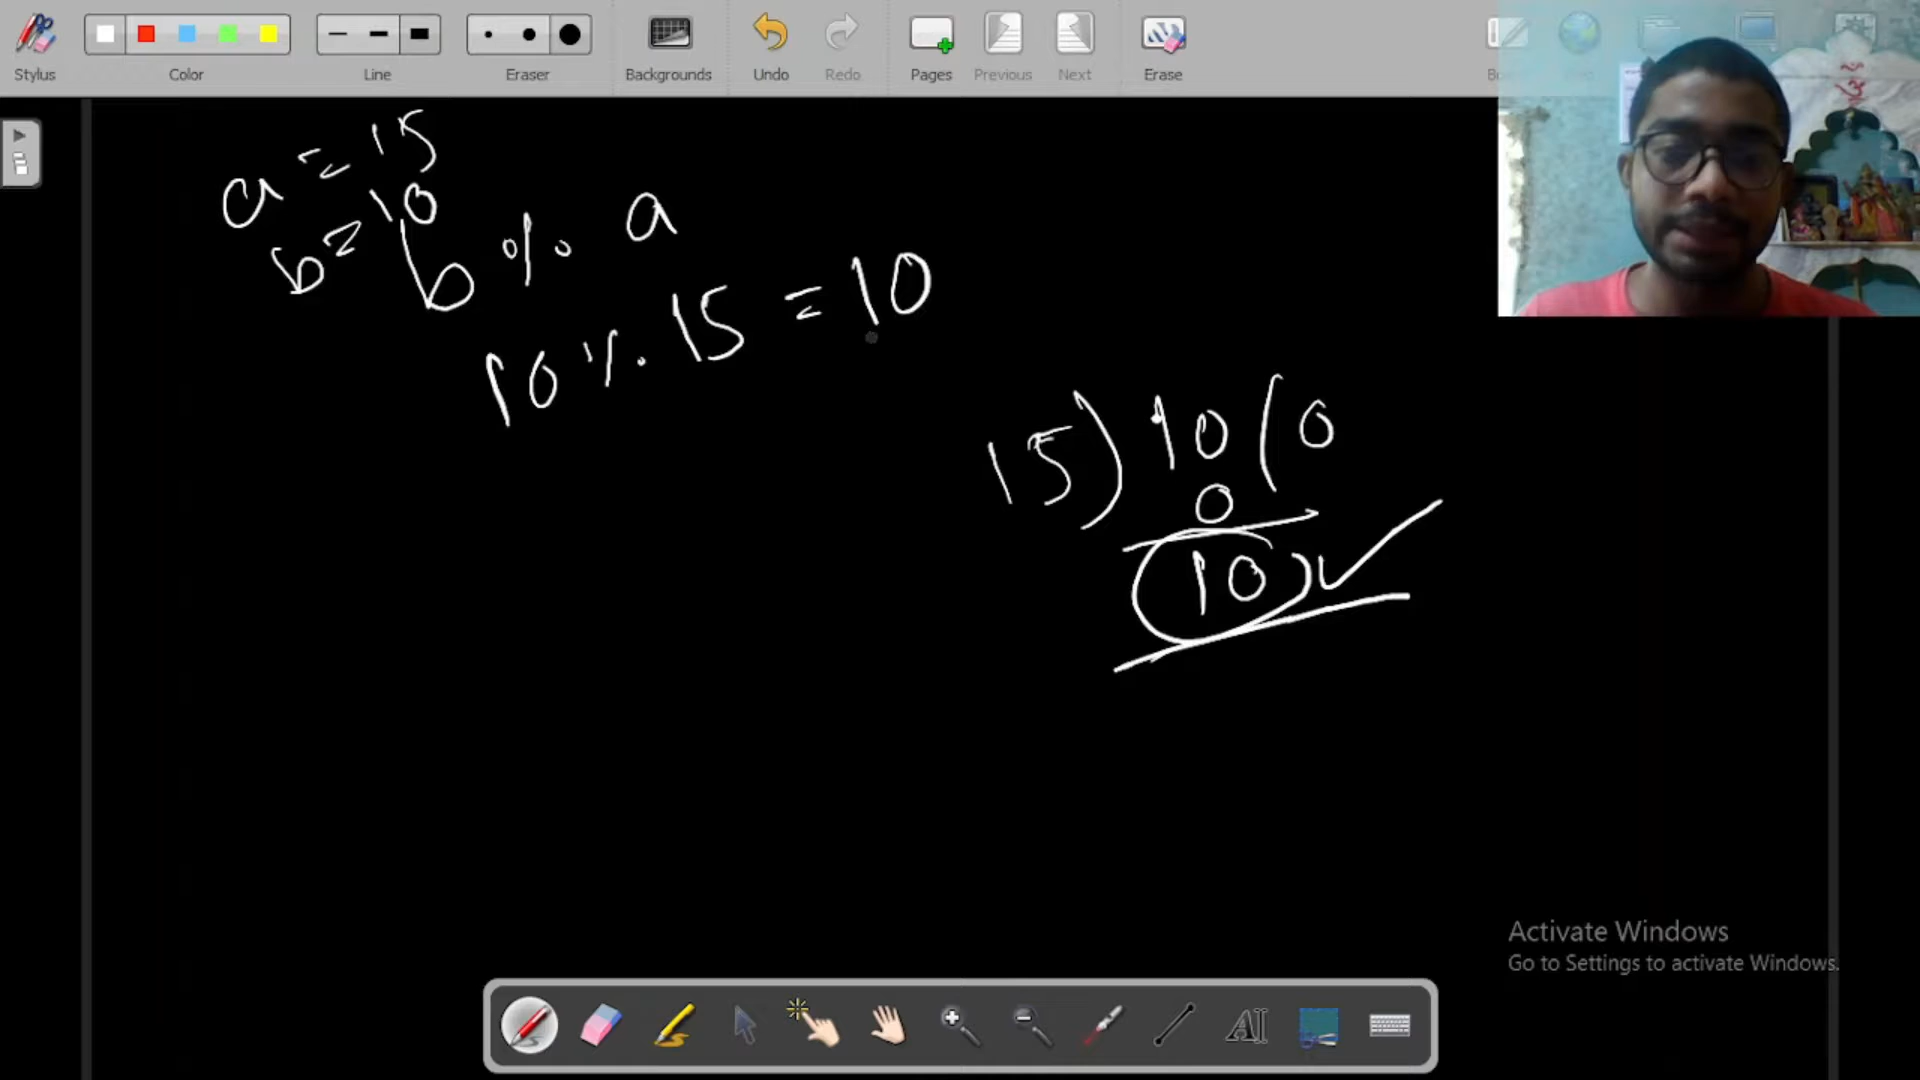 Stylus
Color
Line
Eraser
Backgrounds
Undo
Redo
Pages
Previous
Next
Erase
a = 15
b = 10
b % a
10 % 15 = 10
15 ) 10 ( 0
0
10
Activate Windows
Go to Settings to activate Windows.